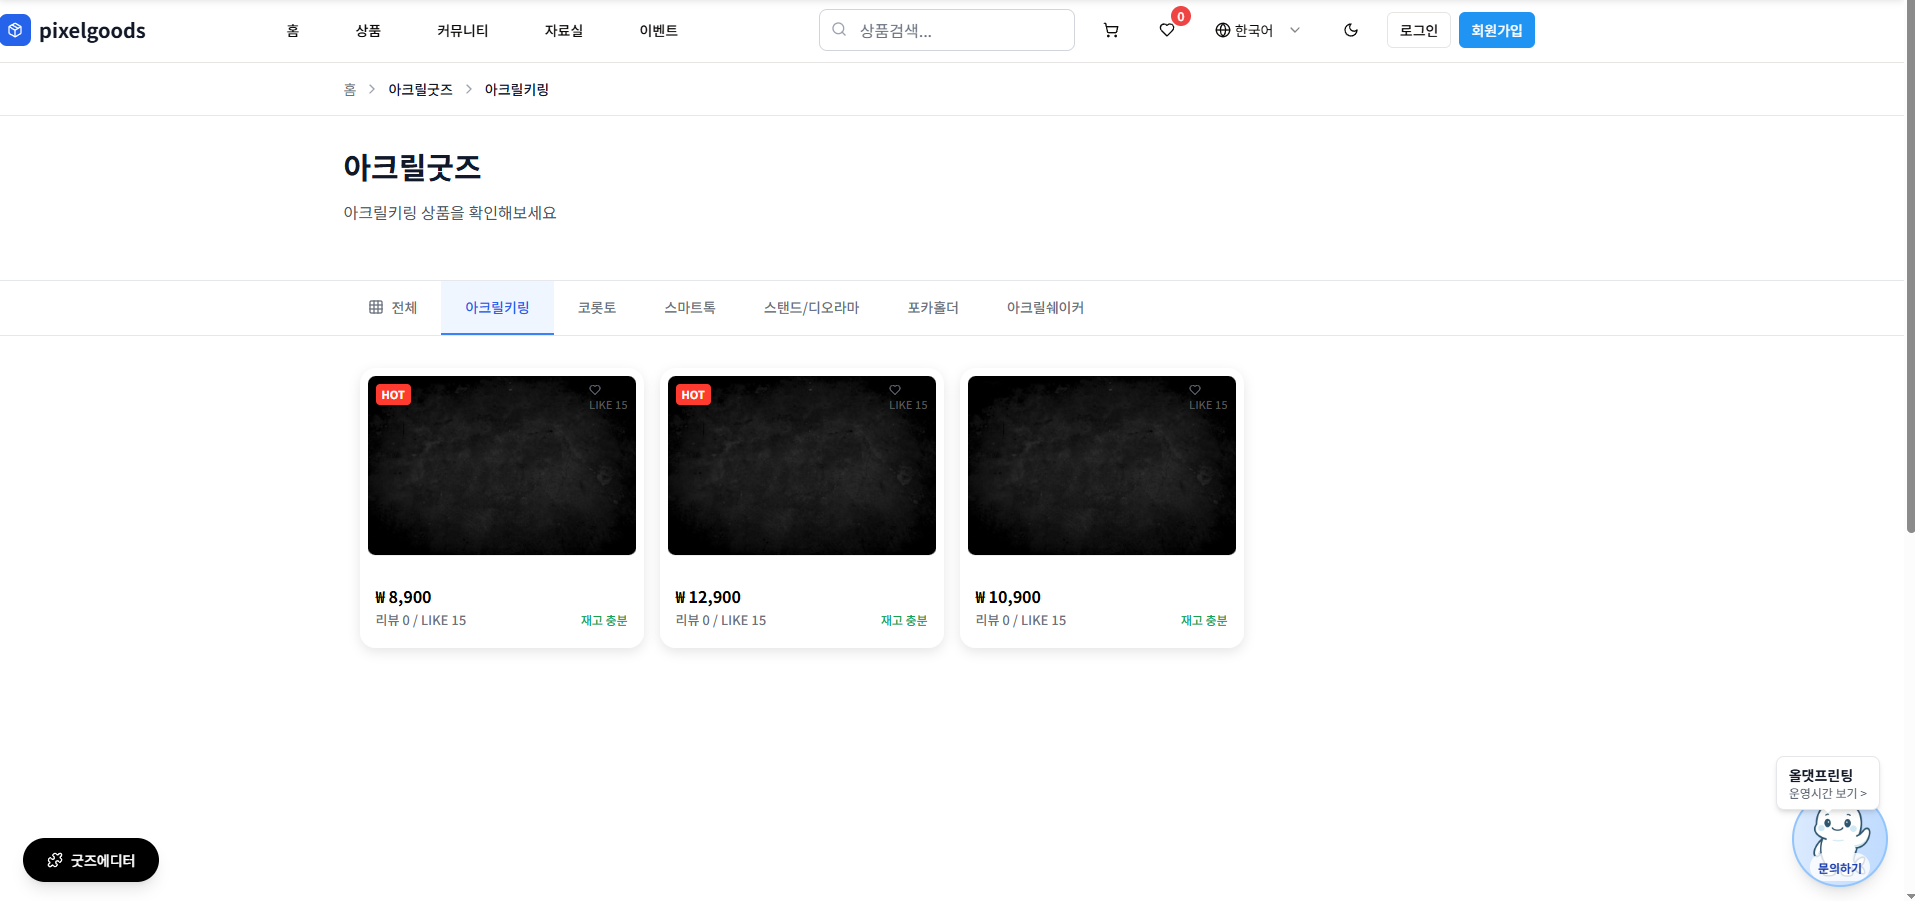 pixelgoods
홈
상품
커뮤니티
자료실
이벤트
상품검색...
0
한국어
로그인
회원가입
홈 > 아크릴굿즈 > 아크릴키링
아크릴굿즈
아크릴키링 상품을 확인해보세요
전체
아크릴키링
코롯토
스마트톡
스탠드/디오라마
포카홀더
아크릴쉐이커
HOT
LIKE 15
₩ 8,900
리뷰 0 / LIKE 15
재고 충분
HOT
LIKE 15
₩ 12,900
리뷰 0 / LIKE 15
재고 충분
LIKE 15
₩ 10,900
리뷰 0 / LIKE 15
재고 충분
올댓프린팅
운영시간 보기 >
문의하기
굿즈에디터